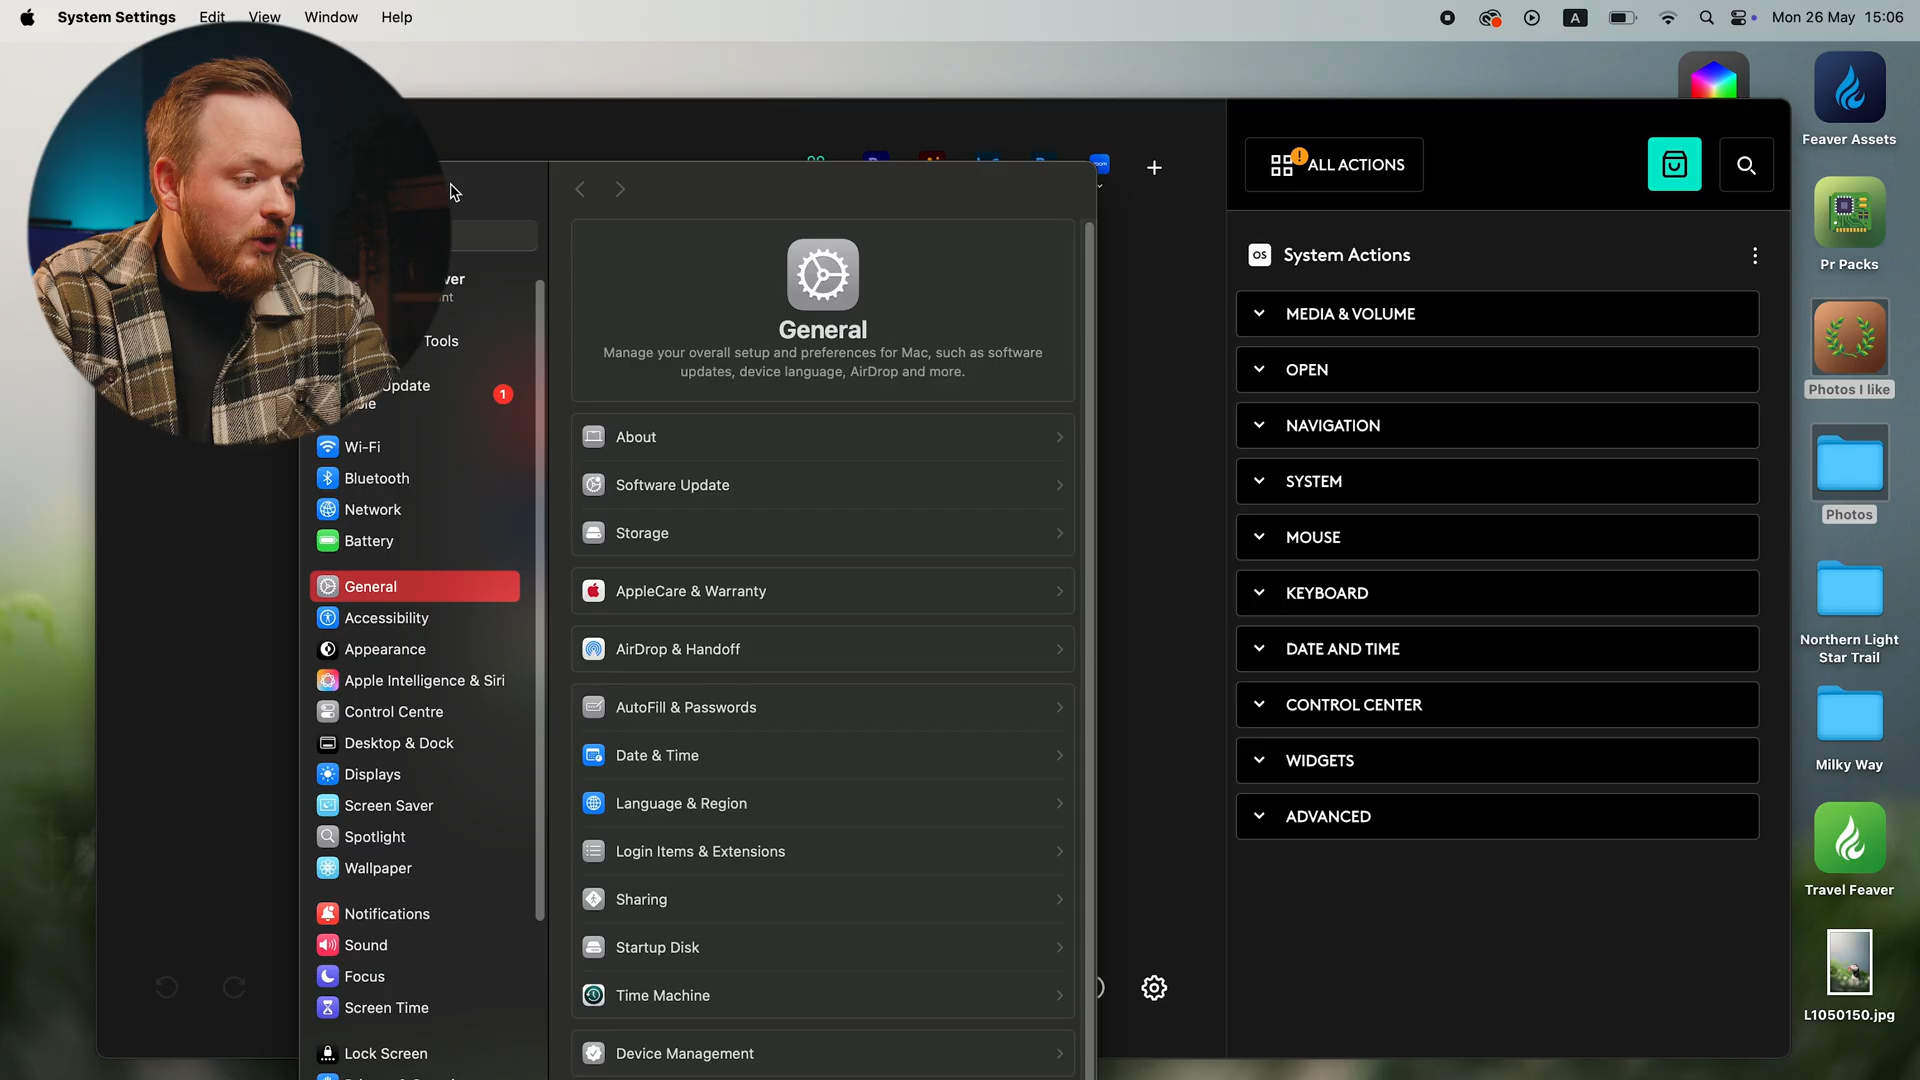 System Settings Edit View Window Help
A
Mon 26 May 15:06
Feaver Assets
Pr Packs
Photos I like
Photos
Northern Light
Star Trail
Milky Way
Travel Feaver
L1050150.jpg
ver
nt
Tools
Update
1
Wi-Fi
Bluetooth
Network
Battery
General
Accessibility
Appearance
Apple Intelligence & Siri
Control Centre
Desktop & Dock
Displays
Screen Saver
Spotlight
Wallpaper
Notifications
Sound
Focus
Screen Time
Lock Screen
General
Manage your overall setup and preferences for Mac, such as software
updates, device language, AirDrop and more.
About
Software Update
Storage
AppleCare & Warranty
AirDrop & Handoff
AutoFill & Passwords
Date & Time
Language & Region
Login Items & Extensions
Sharing
Startup Disk
Time Machine
Device Management
! ALL ACTIONS
OS System Actions
MEDIA & VOLUME
OPEN
NAVIGATION
SYSTEM
MOUSE
KEYBOARD
DATE AND TIME
CONTROL CENTER
WIDGETS
ADVANCED